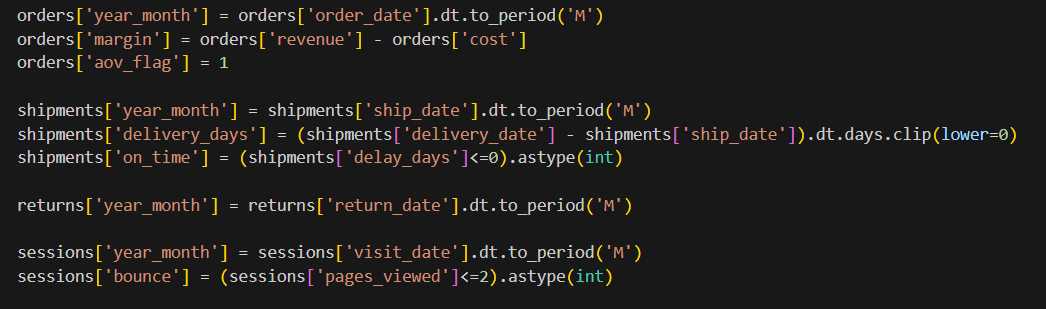 orders['year_month'] = orders['order_date'].dt.to_period('M')
orders['margin'] = orders['revenue'] - orders['cost']
orders['aov_flag'] = 1
shipments['year_month'] = shipments['ship_date'].dt.to_period('M')
shipments['delivery_days'] = (shipments['delivery_date'] - shipments['ship_date']).dt.days.clip(lower=0)
shipments['on_time'] = (shipments['delay_days']<=0).astype(int)
returns['year_month'] = returns['return_date'].dt.to_period('M')
sessions['year_month'] = sessions['visit_date'].dt.to_period('M')
sessions['bounce'] = (sessions['pages_viewed']<=2).astype(int)